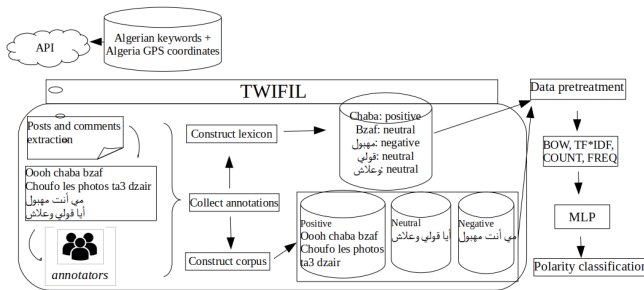 API
Algerian keywords +
Algeria GPS coordinates
TWIFIL
Posts and comments
extraction
Oooh chaba bzaf
Choufo les photos ta3 dzair
مي أنت مهبول
أيا قولي وعلاش
annotators
Construct lexicon
Collect annotations
Construct corpus
Chaba: positive
Bzaf: neutral
مهبول: negative
قولي: neutral
وعلاش: neutral
Positive
Oooh chaba bzaf
Choufo les photos
ta3 dzair
Neutral
أيا قولي وعلاش
Negative
مي أنت مهبول
Data pretreatment
BOW, TF*IDF,
COUNT, FREQ
MLP
Polarity classification